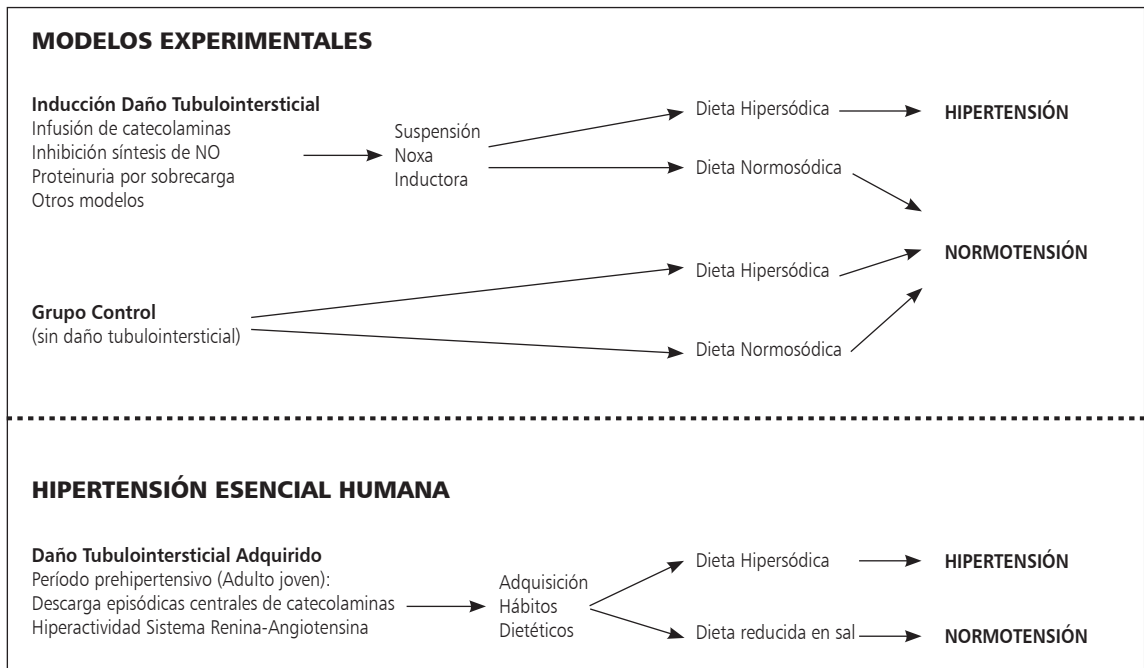 MODELOS EXPERIMENTALES
Inducción Daño Tubulointersticial
Infusión de catecolaminas
Inhibición síntesis de NO
Proteinuria por sobrecarga
Otros modelos
Suspensión
Noxa
Inductora
Dieta Hipersódica
HIPERTENSIÓN
Dieta Normosódica
NORMOTENSIÓN
Grupo Control
(sin daño tubulointersticial)
Dieta Hipersódica
Dieta Normosódica
HIPERTENSIÓN ESENCIAL HUMANA
Daño Tubulointersticial Adquirido
Período prehipertensivo (Adulto joven):
Descarga episódicas centrales de catecolaminas
Hiperactividad Sistema Renina-Angiotensina
Adquisición
Hábitos
Dietéticos
Dieta Hipersódica
HIPERTENSIÓN
Dieta reducida en sal
NORMOTENSIÓN